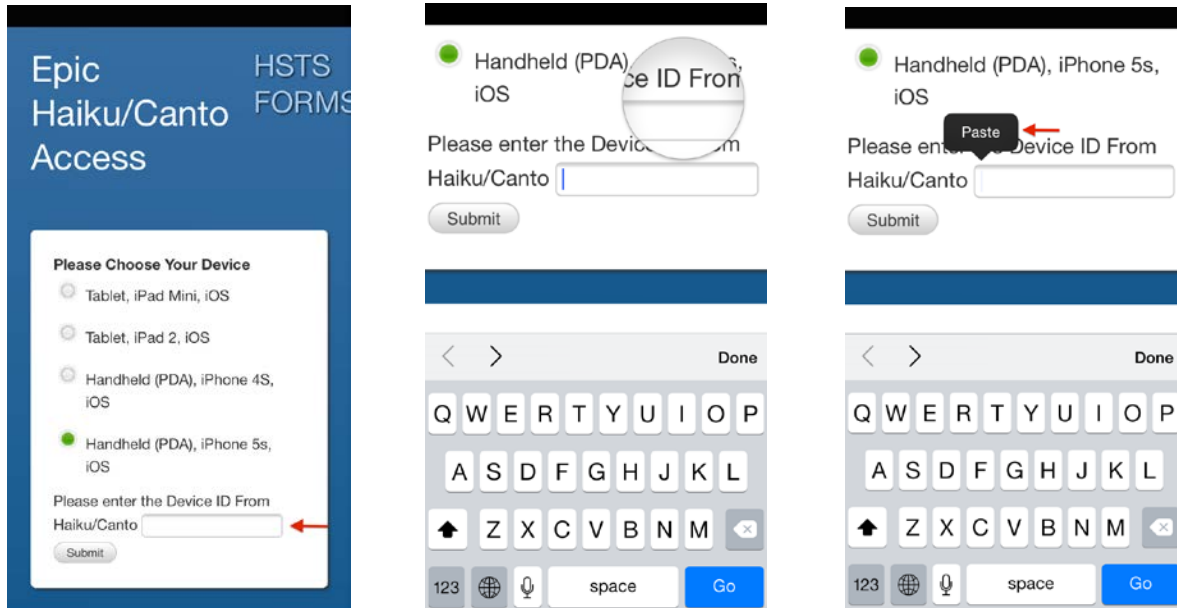 Epic
Haiku/Canto
Access
HSTS
FORMS
Please Choose Your Device
Tablet, iPad Mini, iOS
Tablet, iPad 2, iOS
Handheld (PDA), iPhone 4S,
iOS
Handheld (PDA), iPhone 5s,
iOS
Please enter the Device ID From
Haiku/Canto
Submit
Handheld (PDA)
s,
iOS
ce ID From
Please enter the Devic
m
Haiku/Canto
Submit
Done
Q W E R T Y U I O P
A S D F G H J K L
Z X C V B N M
123 space Go
Handheld (PDA), iPhone 5s,
iOS
Paste
Please ent
Device ID From
Haiku/Canto
Submit
Done
Q W E R T Y U I O P
A S D F G H J K L
Z X C V B N M
123 space Go